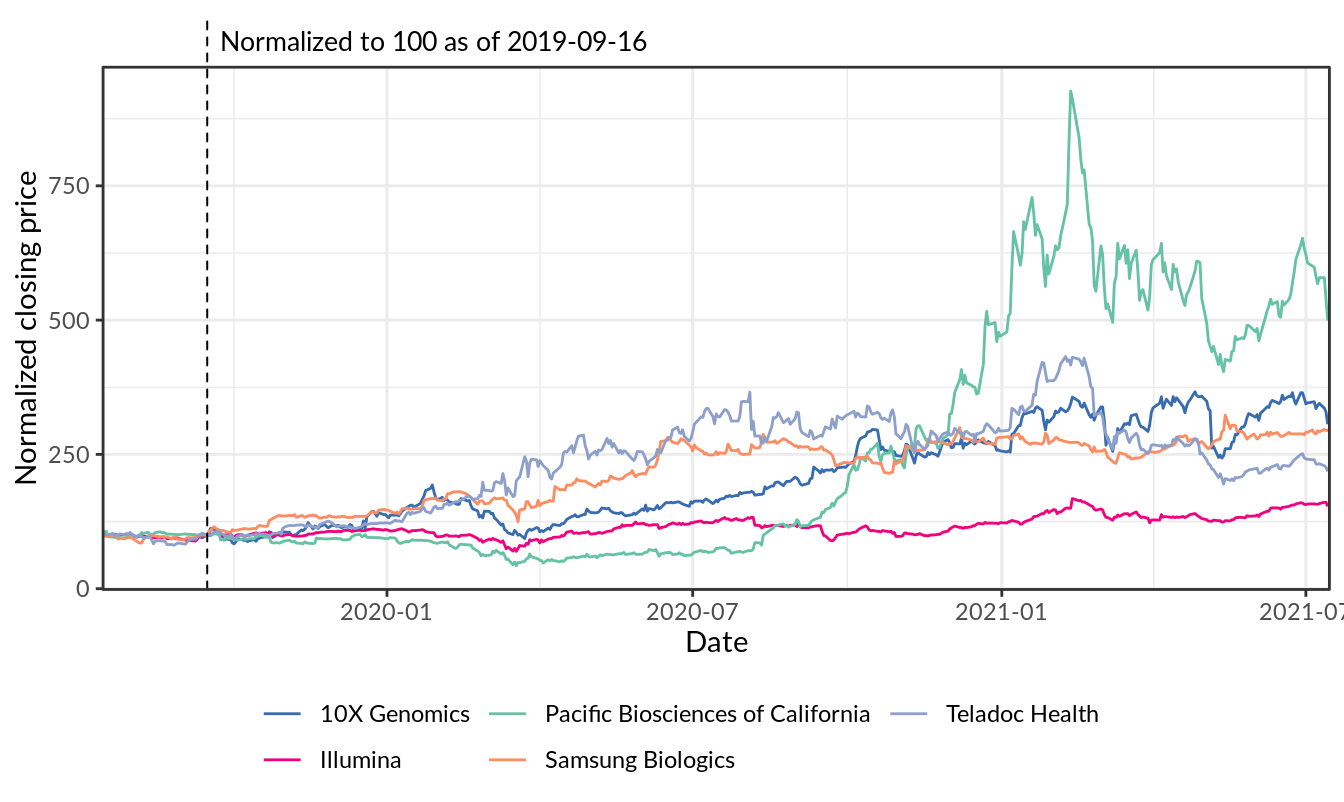 Normalized to 100 as of 2019-09-16
Normalized closing price
750
500
250
0
2020-01
2020-07
2021-01
2021-07
Date
10X Genomics
Pacific Biosciences of California
Teladoc Health
Illumina
Samsung Biologics